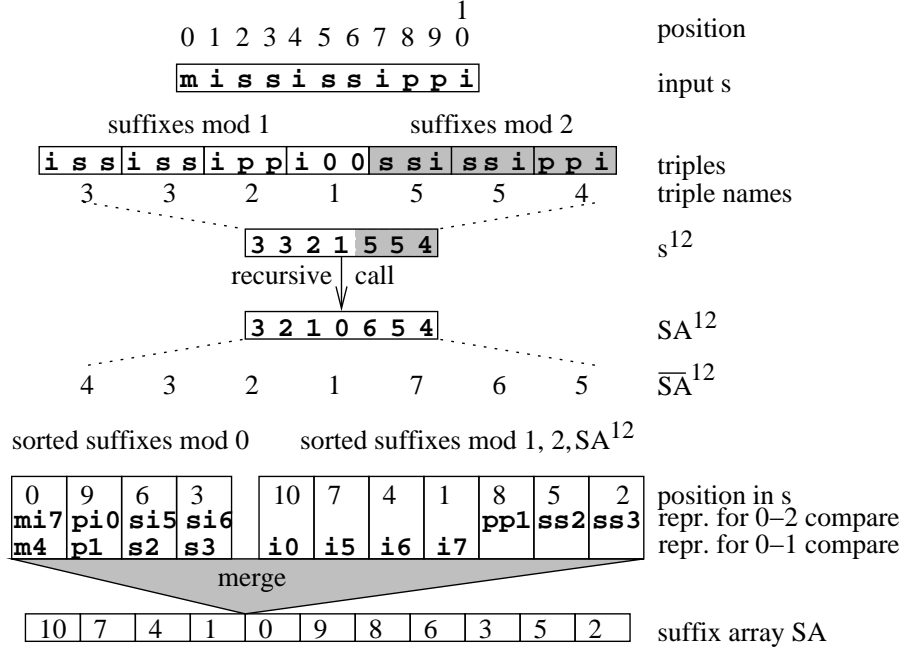 1
0 1 2 3 4 5 6 7 8 9 0 position
m i s s i s s i p p i input s
suffixes mod 1 suffixes mod 2
i s s i s s i p p i 0 0 s s i s s i p p i triples
3 3 2 1 5 5 4 triple names
3 3 2 1 5 5 4 s12
recursive call
3 2 1 0 6 5 4 SA12
4 3 2 1 7 6 5 SA12
sorted suffixes mod 0 sorted suffixes mod 1, 2, SA12
0 9 6 3 10 7 4 1 8 5 2 position in s
mi7 pi0 si5 si6 pp1 ss2 ss3 repr. for 0–2 compare
m4 p1 s2 s3 i0 i5 i6 i7 repr. for 0–1 compare
merge
10 7 4 1 0 9 8 6 3 5 2 suffix array SA